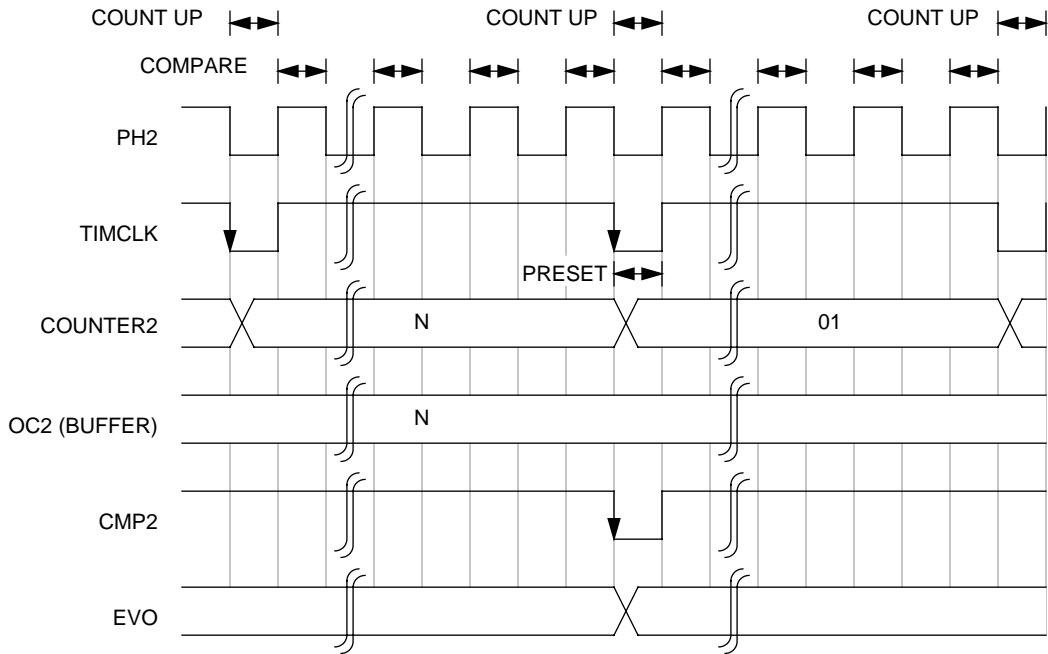 COUNT UP COUNT UP COUNT UP
COMPARE
PH2
TIMCLK
PRESET
COUNTER2 N 01
OC2 (BUFFER) N
CMP2
EVO